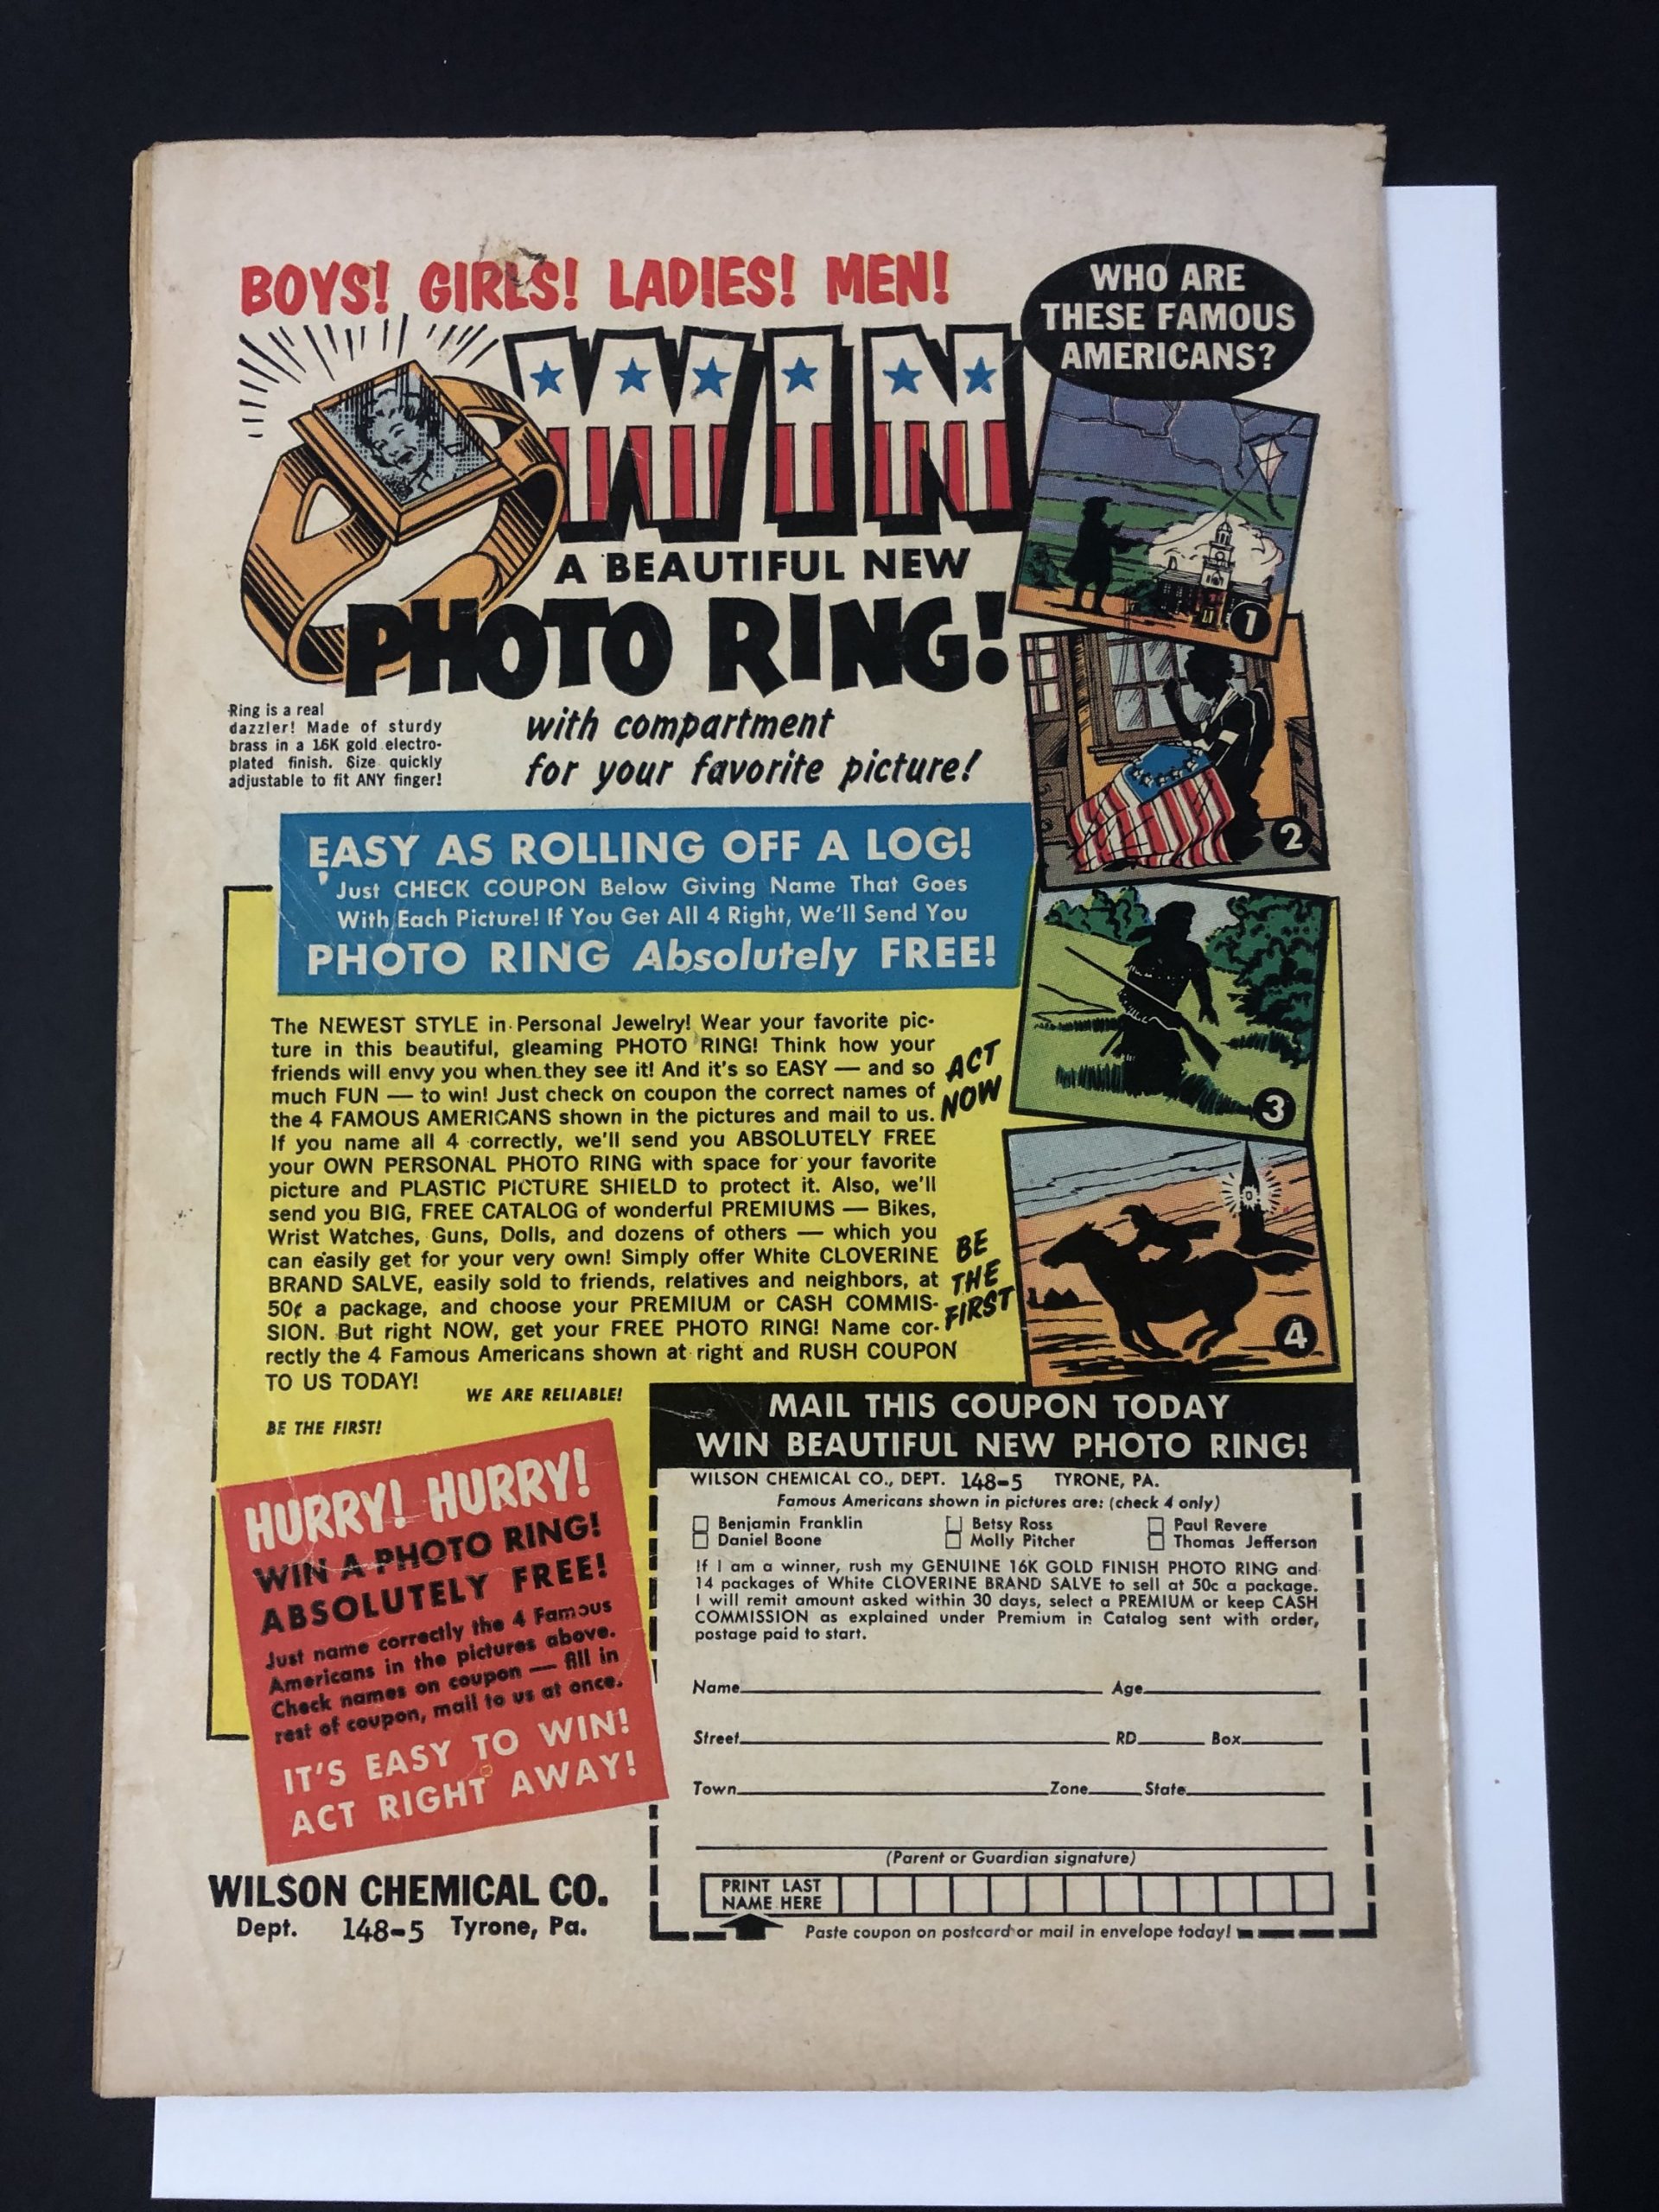 BOYS! GIRLS! LADIES! MEN!
WIN
A BEAUTIFUL NEW
PHOTO RING!
with compartment
for your favorite picture!
Ring is a real
dazzler! Made of sturdy
brass in a 16K gold electro-
plated finish. Size quickly
adjustable to fit ANY finger!
WHO ARE
THESE FAMOUS
AMERICANS?
1
2
3
4
EASY AS ROLLING OFF A LOG!
Just CHECK COUPON Below Giving Name That Goes
With Each Picture! If You Get All 4 Right, We'll Send You
PHOTO RING Absolutely FREE!
The NEWEST STYLE in Personal Jewelry! Wear your favorite pic-
ture in this beautiful, gleaming PHOTO RING! Think how your
friends will envy you when they see it! And it's so EASY — and so
much FUN — to win! Just check on coupon the correct names of
the 4 FAMOUS AMERICANS shown in the pictures and mail to us.
If you name all 4 correctly, we'll send you ABSOLUTELY FREE
your OWN PERSONAL PHOTO RING with space for your favorite
picture and PLASTIC PICTURE SHIELD to protect it. Also, we'll
send you BIG, FREE CATALOG of wonderful PREMIUMS — Bikes,
Wrist Watches, Guns, Dolls, and dozens of others — which you
can easily get for your very own! Simply offer White CLOVERINE
BRAND SALVE, easily sold to friends, relatives and neighbors, at
50¢ a package, and choose your PREMIUM or CASH COMMIS-
SION. But right NOW, get your FREE PHOTO RING! Name cor-
rectly the 4 Famous Americans shown at right and RUSH COUPON
TO US TODAY!
WE ARE RELIABLE!
BE THE FIRST!
ACT
NOW
BE
THE
FIRST
HURRY! HURRY!
WIN A PHOTO RING!
ABSOLUTELY FREE!
Just name correctly the 4 Famous
Americans in the pictures above.
Check names on coupon — fill in
rest of coupon, mail to us at once.
IT'S EASY TO WIN!
ACT RIGHT AWAY!
WILSON CHEMICAL CO.
Dept. 148-5 Tyrone, Pa.
MAIL THIS COUPON TODAY
WIN BEAUTIFUL NEW PHOTO RING!
WILSON CHEMICAL CO., DEPT. 148-5 TYRONE, PA.
Famous Americans shown in pictures are: (check 4 only)
Benjamin Franklin Betsy Ross Paul Revere
Daniel Boone Molly Pitcher Thomas Jefferson
If I am a winner, rush my GENUINE 16K GOLD FINISH PHOTO RING and
14 packages of White CLOVERINE BRAND SALVE to sell at 50c a package.
I will remit amount asked within 30 days, select a PREMIUM or keep CASH
COMMISSION as explained under Premium in Catalog sent with order,
postage paid to start.
Name Age
Street RD Box
Town Zone State
(Parent or Guardian signature)
PRINT LAST
NAME HERE
Paste coupon on postcard or mail in envelope today!